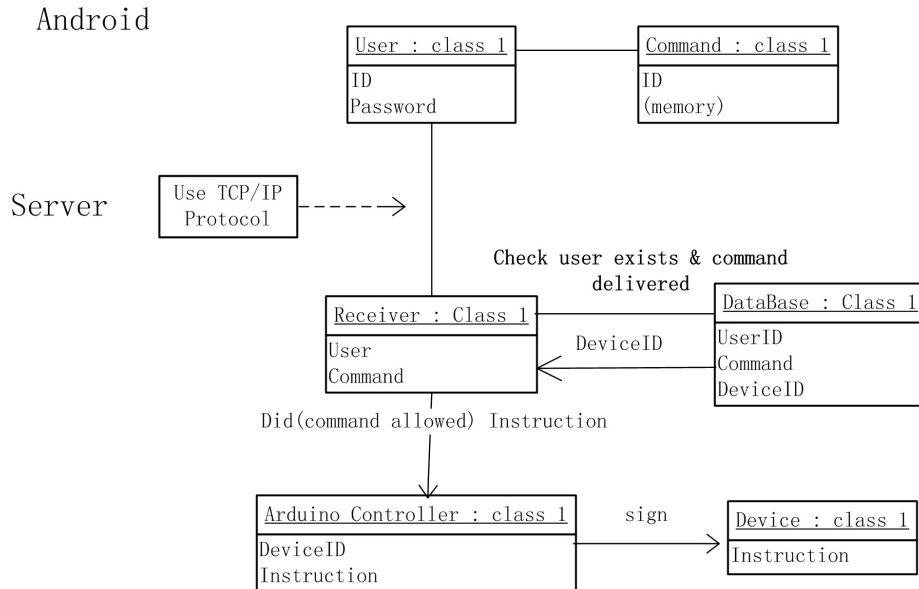 Android
User : class 1
ID
Password
Command : class 1
ID
(memory)
Server
Use TCP/IP
Protocol
Check user exists & command
delivered
Receiver : Class 1
User
Command
DeviceID
DataBase : Class 1
UserID
Command
DeviceID
Did(command allowed) Instruction
Arduino Controller : class 1
DeviceID
Instruction
sign
Device : class 1
Instruction